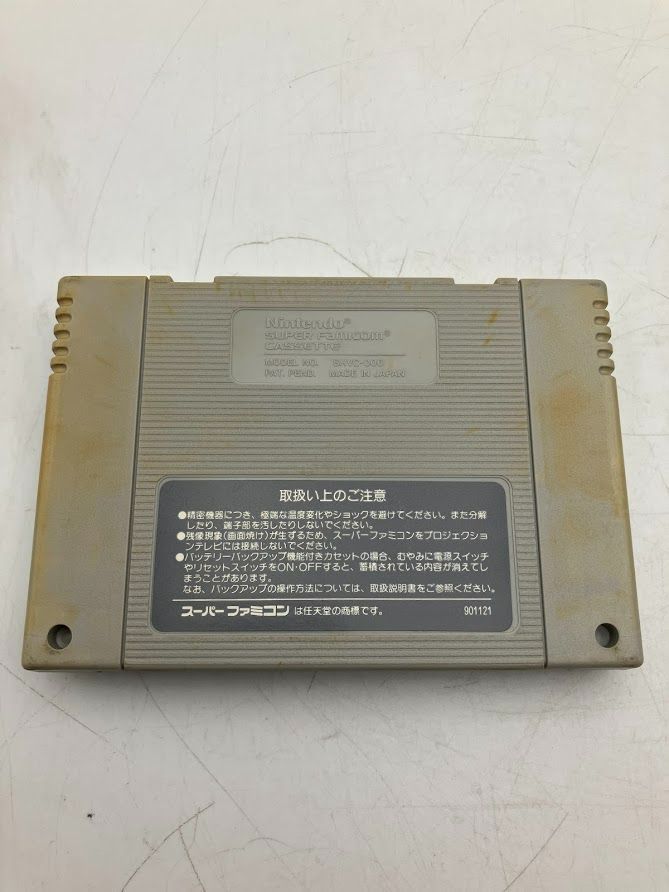 Nintendo®
SUPER FAMICOM®
CASSETTE
MODEL NO. SHVC-006
PAT. PEND. MADE IN JAPAN
取扱い上のご注意
●精密機器につき、極端な温度変化やショックを避けてください。また分解
したり、端子部を汚したりしないでください。
●残像現象(画面焼け)が生ずるため、スーパーファミコンをプロジェクショ
ンテレビには接続しないでください。
●バッテリーバックアップ機能付きカセットの場合、むやみに電源スイッチ
やリセットスイッチをON・OFFすると、蓄積されている内容が消えてし
まうことがあります。
なお、バックアップの操作方法については、取扱説明書をご参照ください。
スーパーファミコン は任天堂の商標です。 901121